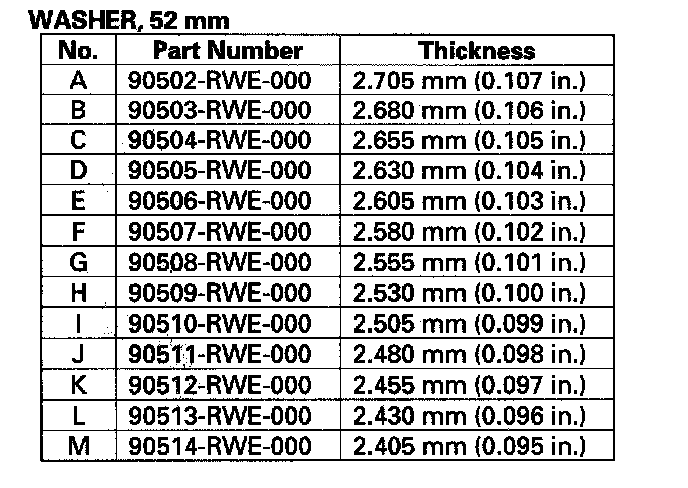 WASHER, 52 mm
No. Part Number Thickness
A 90502-RWE-000 2.705 mm (0.107 in.)
B 90503-RWE-000 2.680 mm (0.106 in.)
C 90504-RWE-000 2.655 mm (0.105 in.)
D 90505-RWE-000 2.630 mm (0.104 in.)
E 90506-RWE-000 2.605 mm (0.103 in.)
F 90507-RWE-000 2.580 mm (0.102 in.)
G 90508-RWE-000 2.555 mm (0.101 in.)
H 90509-RWE-000 2.530 mm (0.100 in.)
I 90510-RWE-000 2.505 mm (0.099 in.)
J 90511-RWE-000 2.480 mm (0.098 in.)
K 90512-RWE-000 2.455 mm (0.097 in.)
L 90513-RWE-000 2.430 mm (0.096 in.)
M 90514-RWE-000 2.405 mm (0.095 in.)